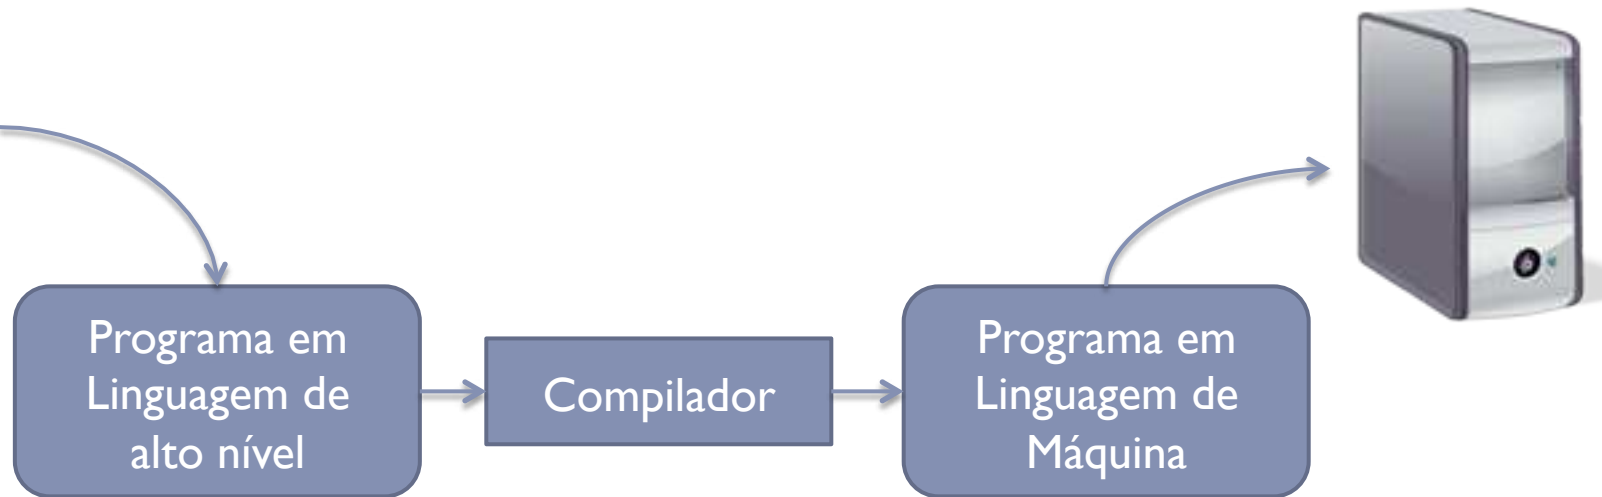 Programa em
Linguagem de
alto nível
Compilador
Programa em
Linguagem de
Máquina